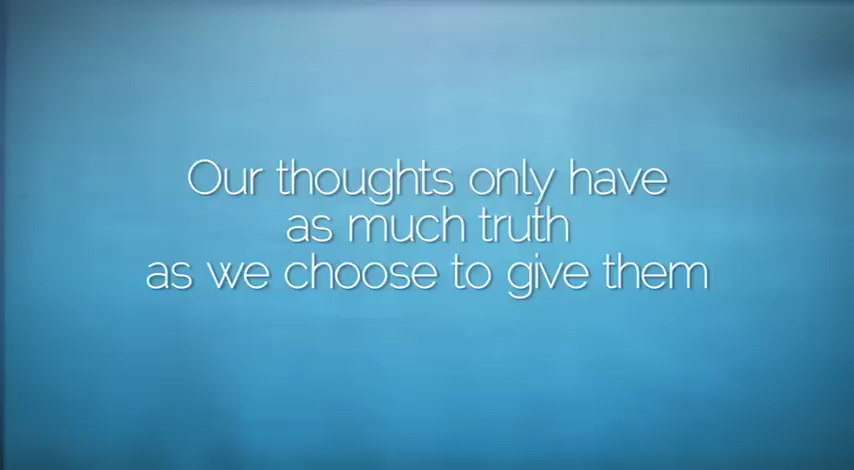 Our thoughts only have
as much truth
as we choose to give them